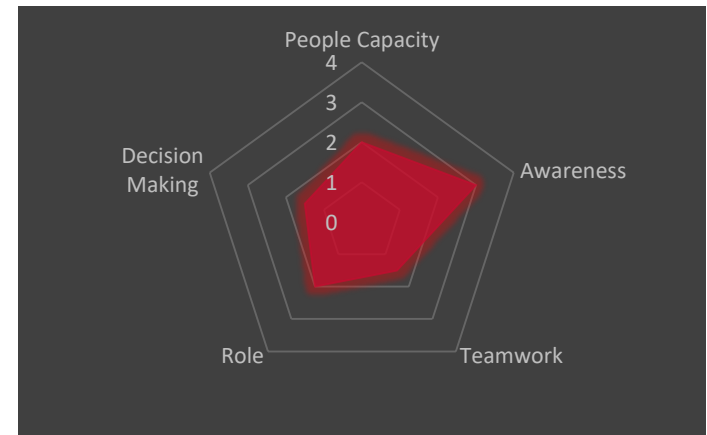 People Capacity
4
3
2
1
0
Awareness
Teamwork
Role
Decision
Making